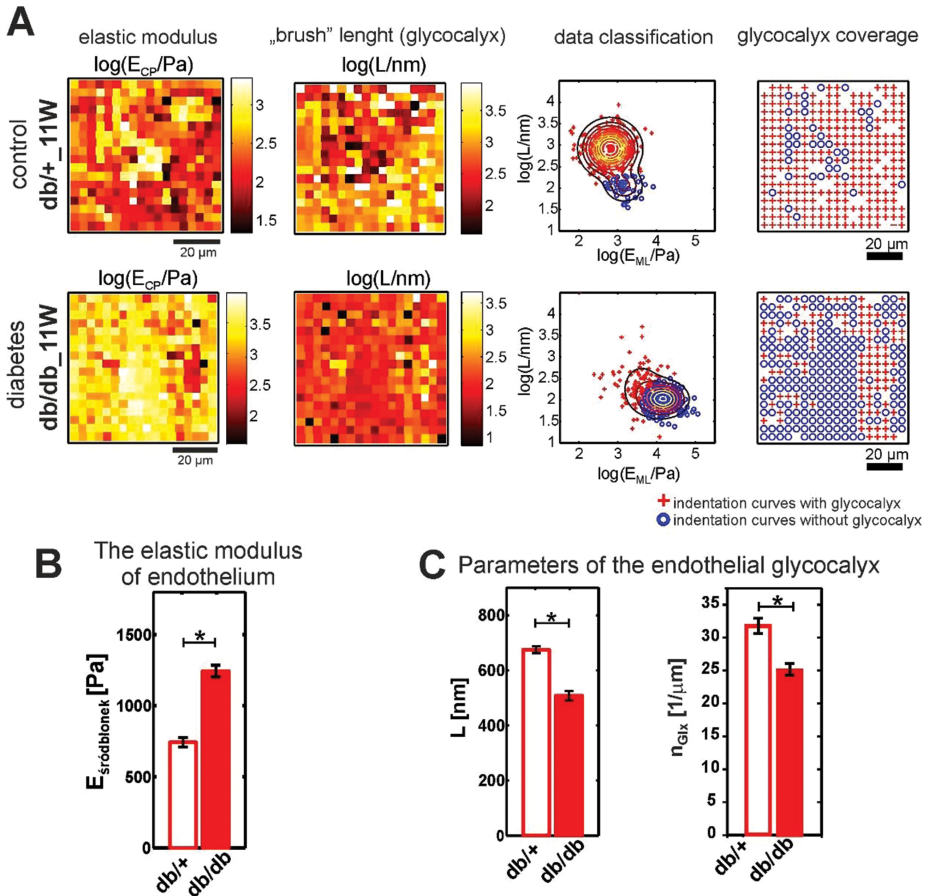 A
elastic modulus
„brush” lenght (glycocalyx)
data classification
glycocalyx coverage
control
db/+_11W
log(E_CP/Pa)
3
2.5
2
1.5
20 µm
log(L/nm)
3.5
3
2.5
2
log(L/nm)
4
3.5
3
2.5
2
1.5
1
2 3 4 5
log(E_ML/Pa)
20 µm
diabetes
db/db_11W
log(E_CP/Pa)
3.5
3
2.5
2
20 µm
log(L/nm)
3.5
3
2.5
2
1.5
1
log(L/nm)
4
3.5
3
2.5
2
1.5
1
2 3 4 5
log(E_ML/Pa)
20 µm
indentation curves with glycocalyx
indentation curves without glycocalyx
B
The elastic modulus
of endothelium
E_śródbłonek [Pa]
1500
1000
500
0
*
db/+
db/db
C
Parameters of the endothelial glycocalyx
L [nm]
800
600
400
200
0
*
db/+
db/db
n_Glx [1/µm]
35
30
25
20
15
10
5
0
*
db/+
db/db